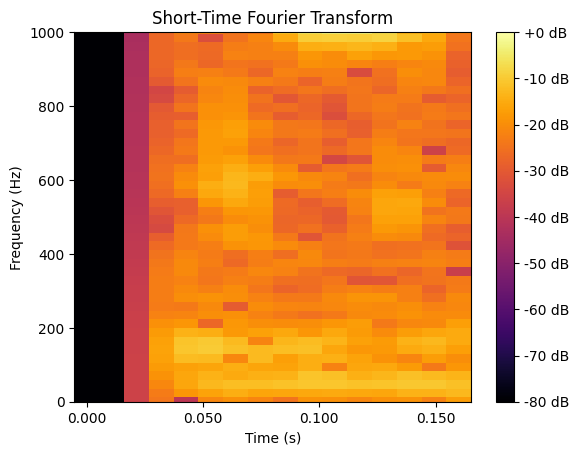 Short-Time Fourier Transform
1000
800
600
400
200
0
Frequency (Hz)
0.000
0.050
0.100
0.150
Time (s)
+0 dB
-10 dB
-20 dB
-30 dB
-40 dB
-50 dB
-60 dB
-70 dB
-80 dB